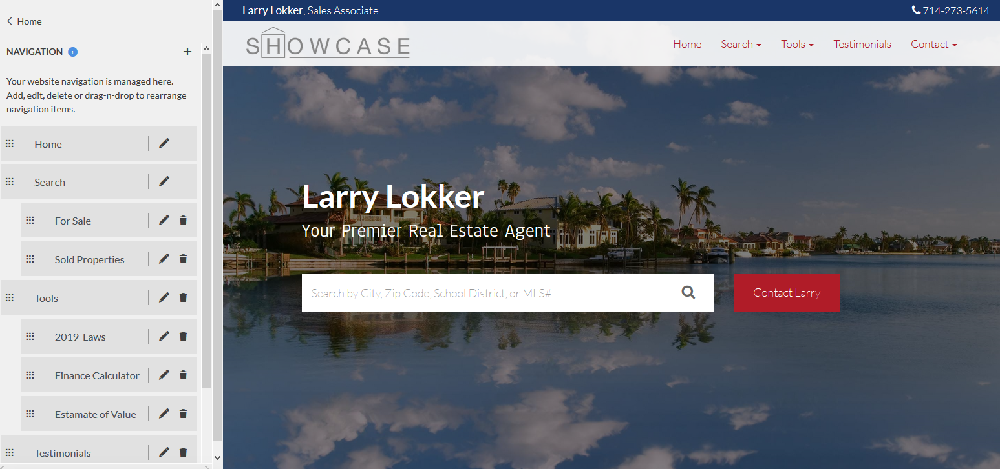 Home
NAVIGATION i
Your website navigation is managed here.
Add, edit, delete or drag-n-drop to rearrange
navigation items.
Home
Search
For Sale
Sold Properties
Tools
2019 Laws
Finance Calculator
Estamate of Value
Testimonials
Larry Lokker, Sales Associate
714-273-5614
SHOWCASE
Home Search Tools Testimonials Contact
Larry Lokker
Your Premier Real Estate Agent
Search by City, Zip Code, School District, or MLS#
Contact Larry